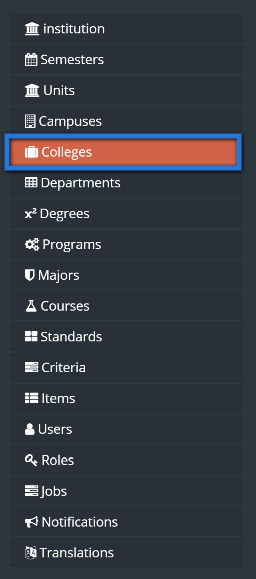 institution
Semesters
Units
Campuses
Colleges
Departments
x² Degrees
Programs
Majors
Courses
Standards
Criteria
Items
Users
Roles
Jobs
Notifications
Translations